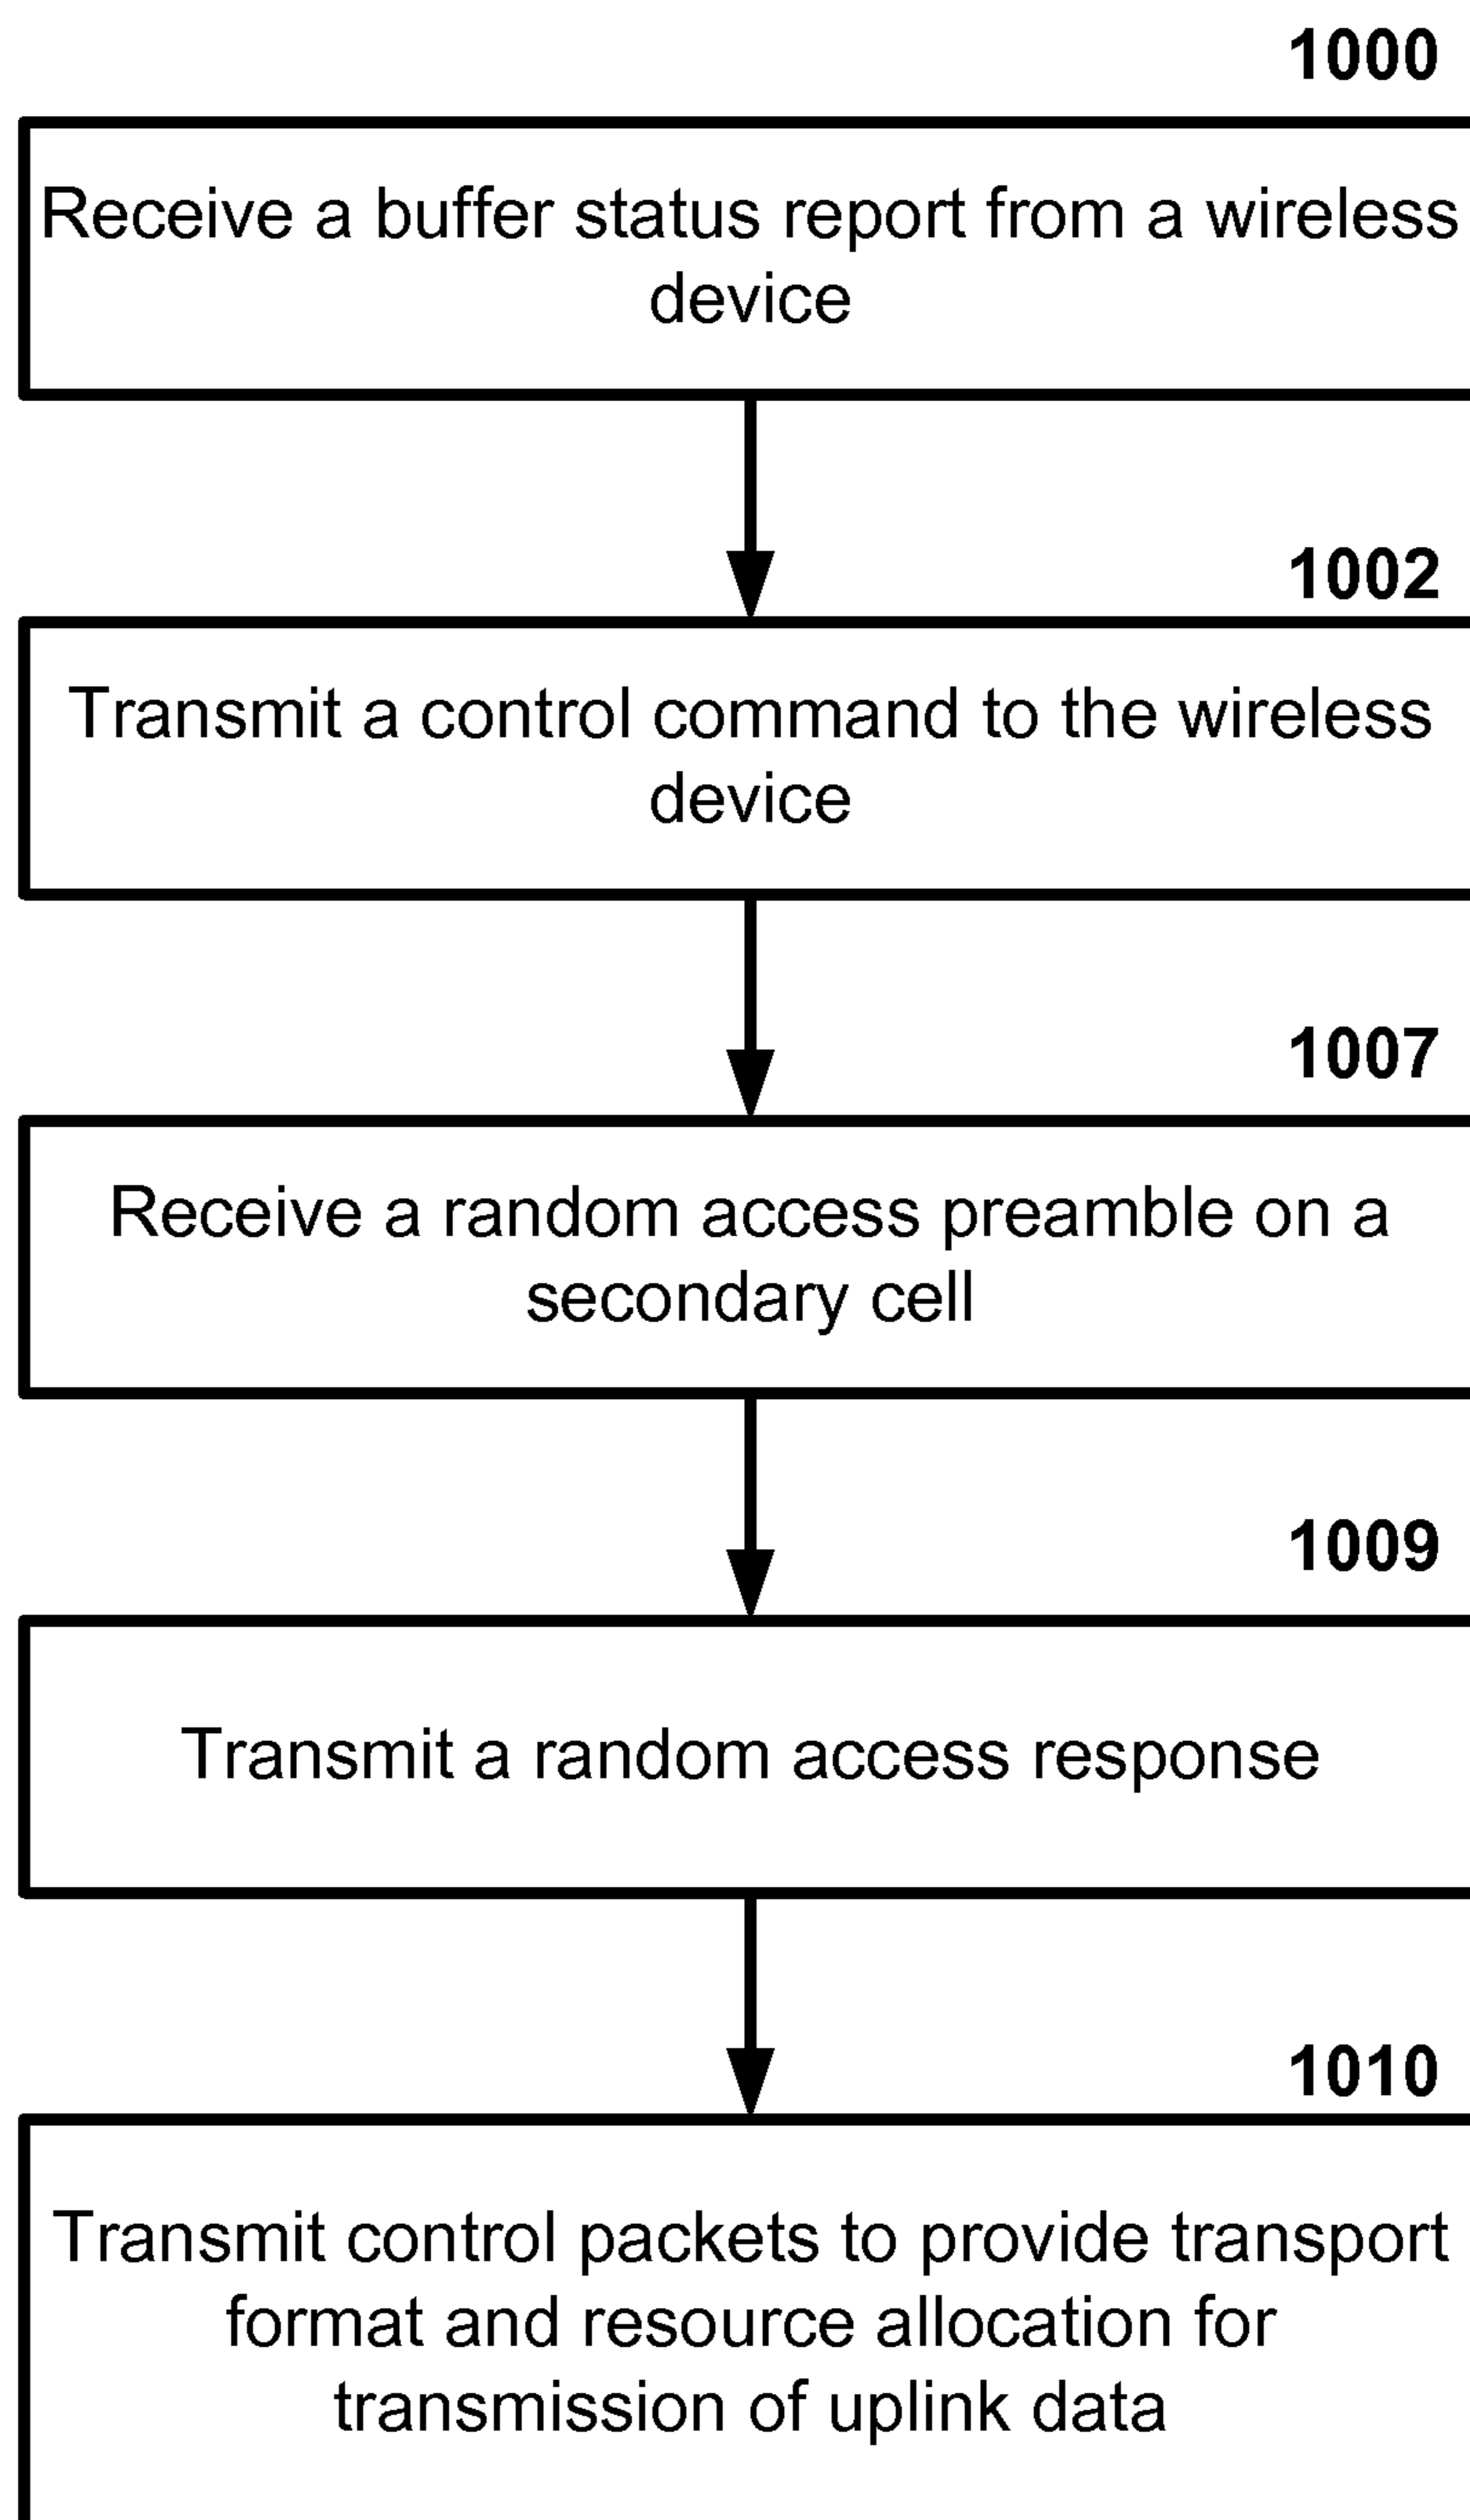 1000
Receive a buffer status report from a wireless
device
1002
Transmit a control command to the wireless
device
1007
Receive a random access preamble on a
secondary cell
1009
Transmit a random access response
1010
Transmit control packets to provide transport
format and resource allocation for
transmission of uplink data